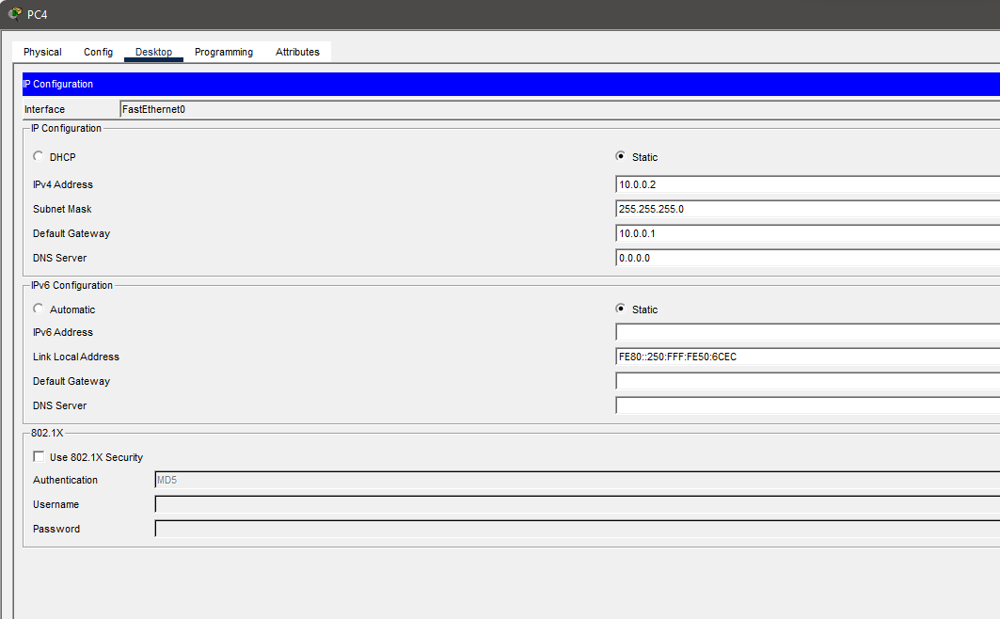 PC4
Physical Config Desktop Programming Attributes
IP Configuration
Interface FastEthernet0
IP Configuration
DHCP Static
IPv4 Address 10.0.0.2
Subnet Mask 255.255.255.0
Default Gateway 10.0.0.1
DNS Server 0.0.0.0
IPv6 Configuration
Automatic Static
IPv6 Address
Link Local Address FE80::250:FFF:FE50:6CEC
Default Gateway
DNS Server
802.1X
Use 802.1X Security
Authentication MD5
Username
Password